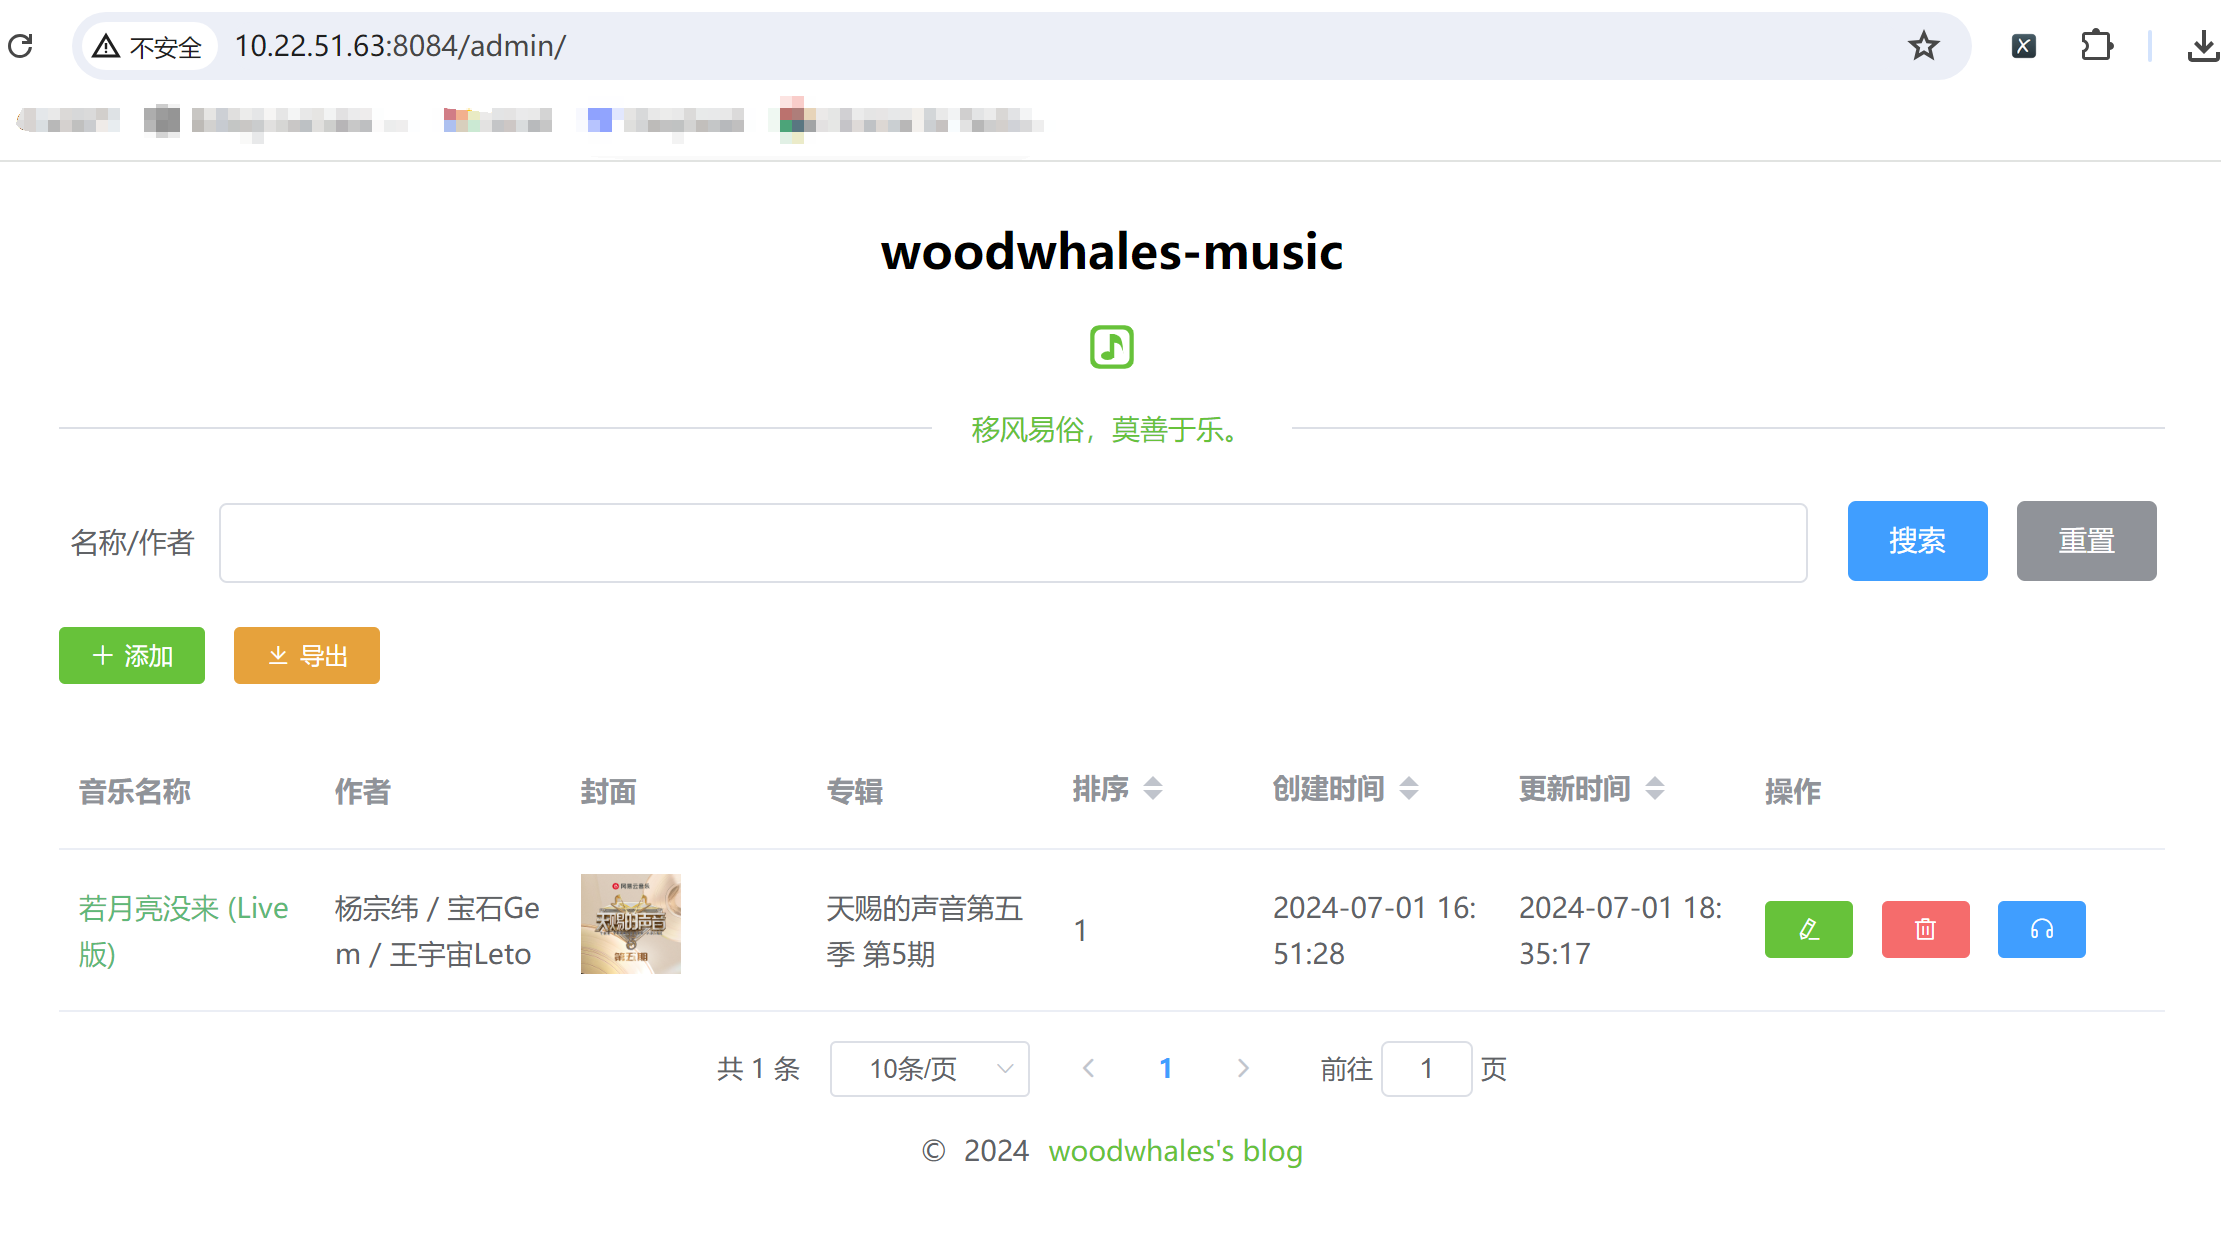 不安全 10.22.51.63:8084/admin/
woodwhales-music
移风易俗，莫善于乐。
名称/作者 搜索 重置
添加 导出
音乐名称 作者 封面 专辑 排序 创建时间 更新时间 操作
若月亮没来 (Live 杨宗纬 / 宝石Ge 天赐的声音第五 1 2024-07-01 16: 2024-07-01 18:
版) m / 王宇宙Leto 季 第5期 51:28 35:17
网易云音乐
天赐的声音
第五期
共 1 条 10条/页 1 前往 1 页
© 2024 woodwhales's blog